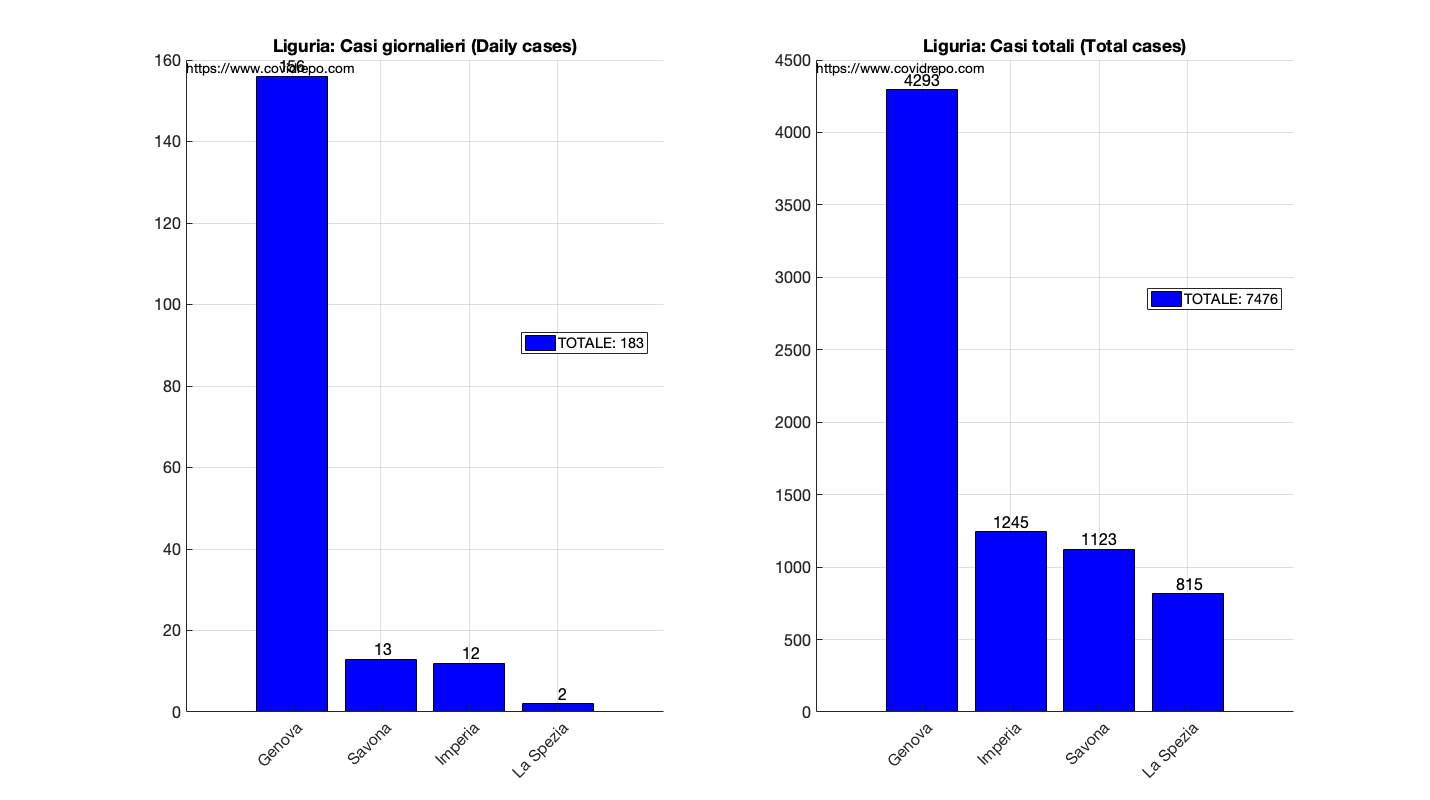 Liguria: Casi giornalieri (Daily cases)
160
https://www.covidrepo.com
156
140
120
100
80
60
40
20
0
TOTALE: 183
13
12
2
Genova
Savona
Imperia
La Spezia
Liguria: Casi totali (Total cases)
4500
https://www.covidrepo.com
4293
4000
3500
3000
2500
2000
1500
1000
500
0
TOTALE: 7476
1245
1123
815
Genova
Imperia
Savona
La Spezia